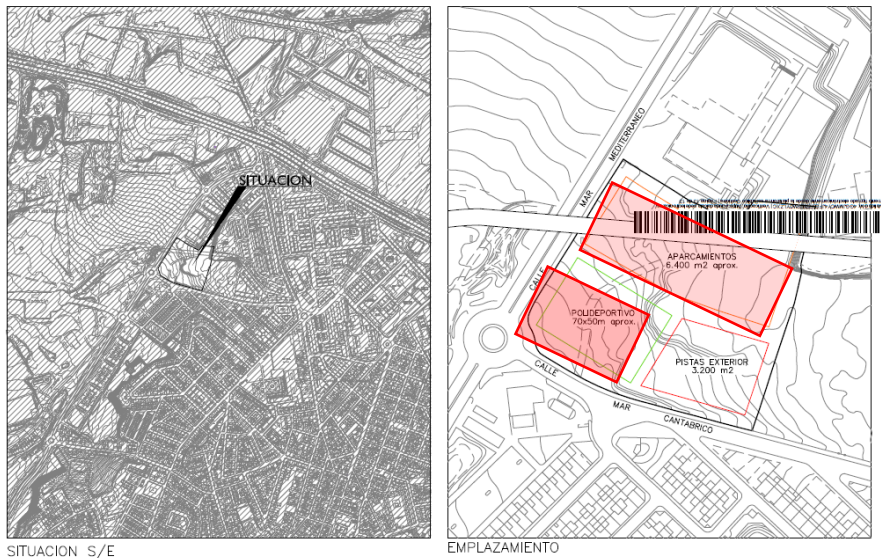 SITUACION
SITUACION S/E
MEDITERRANEO
MAR
CALLE
APARCAMIENTOS
6.400 m2 aprox.
POLIDEPORTIVO
70x50m aprox.
PISTAS EXTERIOR
3.200 m2
CALLE
MAR
CANTABRICO
EMPLAZAMIENTO